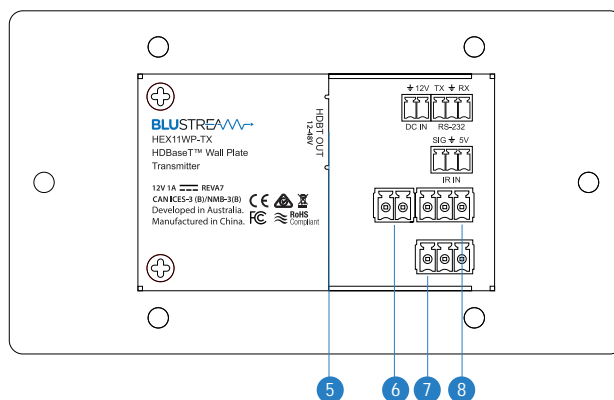 BLUSTREAM
HEX11WP-TX
HDBaseT™ Wall Plate
Transmitter
12V 1A REVA7
CAN ICES-3 (B)/NMB-3(B)
Developed in Australia.
Manufactured in China.
CE
FC
RoHS
Compliant
HDBT OUT
12-48V
12V TX RX
DC IN RS-232
SIG 5V
IR IN
5 6 7 8